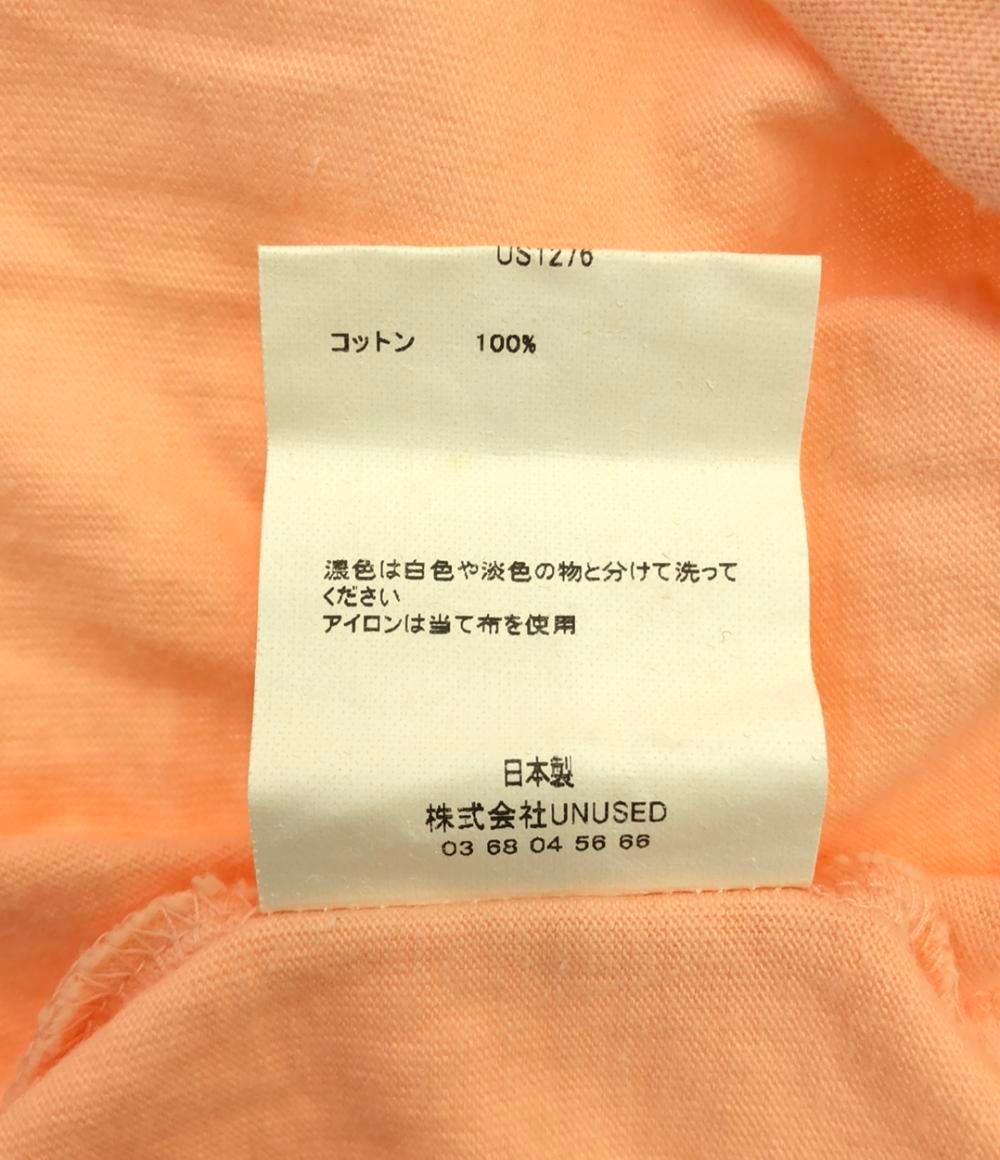 US1276
コットン 100%
濃色は白色や淡色の物と分けて洗って
ください
アイロンは当て布を使用
日本製
株式会社UNUSED
03 68 04 56 66